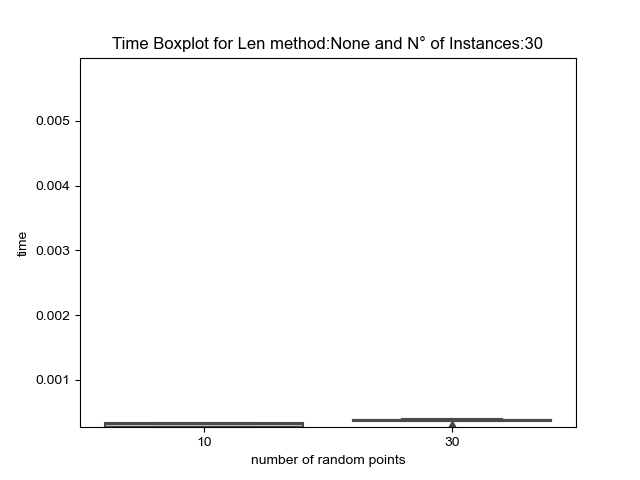 Time Boxplot for Len method:None and N° of Instances:30
0.005
0.004
0.003
0.002
0.001
time
10
30
number of random points